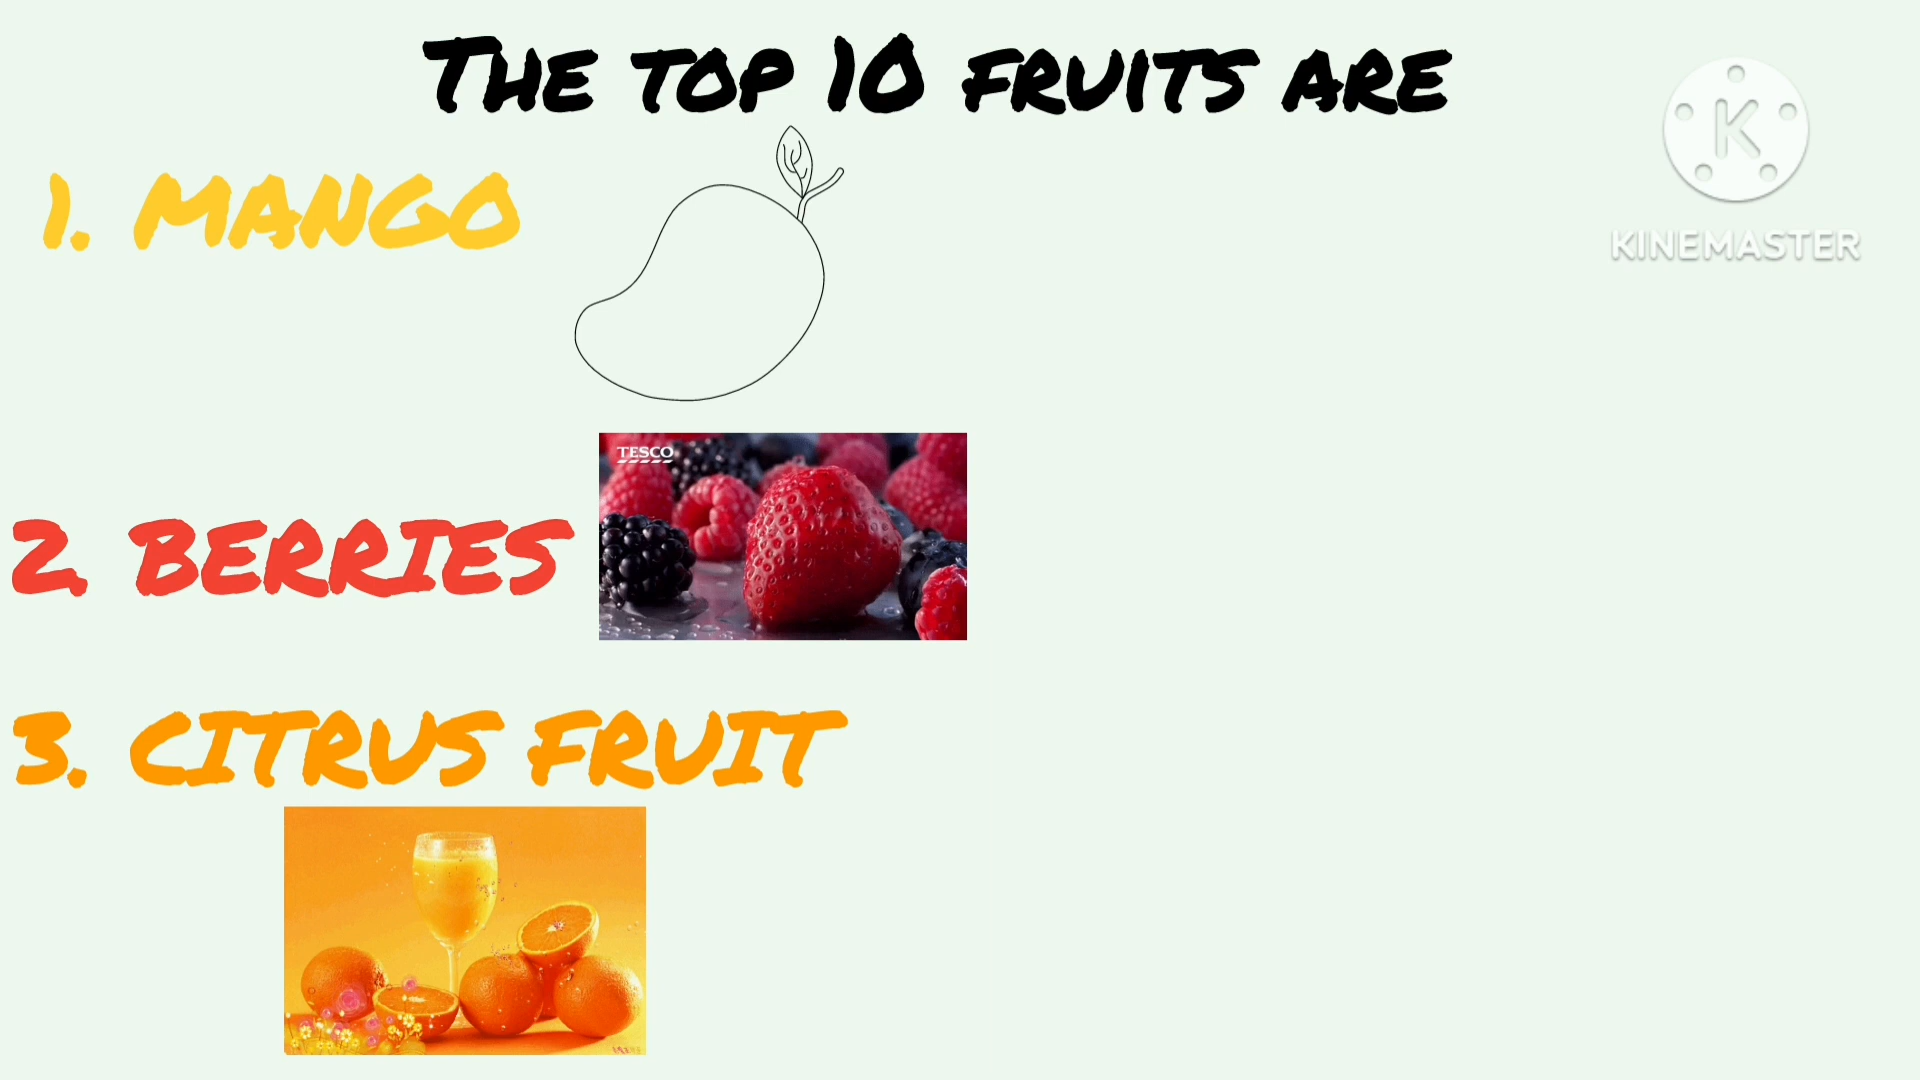 THE TOP 10 FRUITS ARE
1. MANGO
KINEMASTER
TESCO
2. BERRIES
3. CITRUS FRUIT